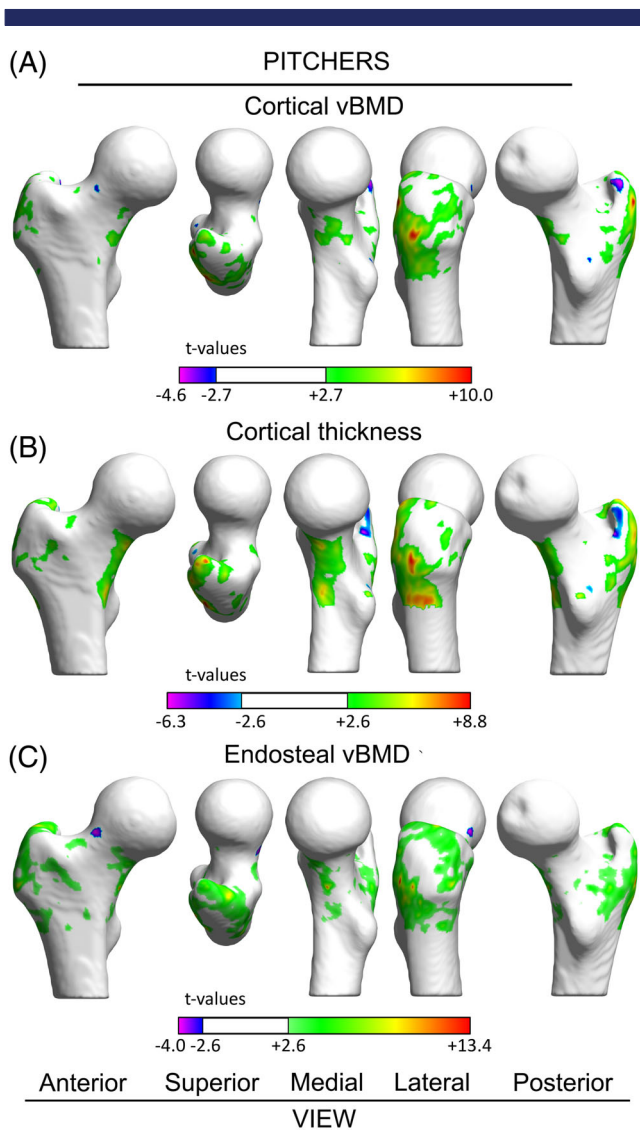 (A)
PITCHERS
Cortical vBMD
t-values
-4.6 -2.7 +2.7 +10.0
(B)
Cortical thickness
t-values
-6.3 -2.6 +2.6 +8.8
(C)
Endosteal vBMD
t-values
-4.0 -2.6 +2.6 +13.4
Anterior Superior Medial Lateral Posterior
VIEW